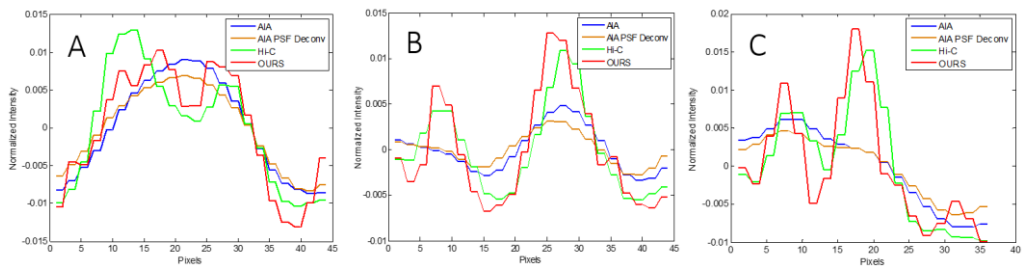 A
AIA
AIA PSF Deconv
Hi-C
OURS
Normalized Intensity
0.015
0.01
0.005
0
-0.005
-0.01
-0.015
0 5 10 15 20 25 30 35 40 45
Pixels
B
AIA
AIA PSF Deconv
Hi-C
OURS
Normalized Intensity
0.015
0.01
0.005
0
-0.005
-0.01
0 5 10 15 20 25 30 35 40 45
Pixels
C
AIA
AIA PSF Deconv
Hi-C
OURS
Normalized Intensity
0.02
0.015
0.01
0.005
0
-0.005
-0.01
0 5 10 15 20 25 30 35 40
Pixels